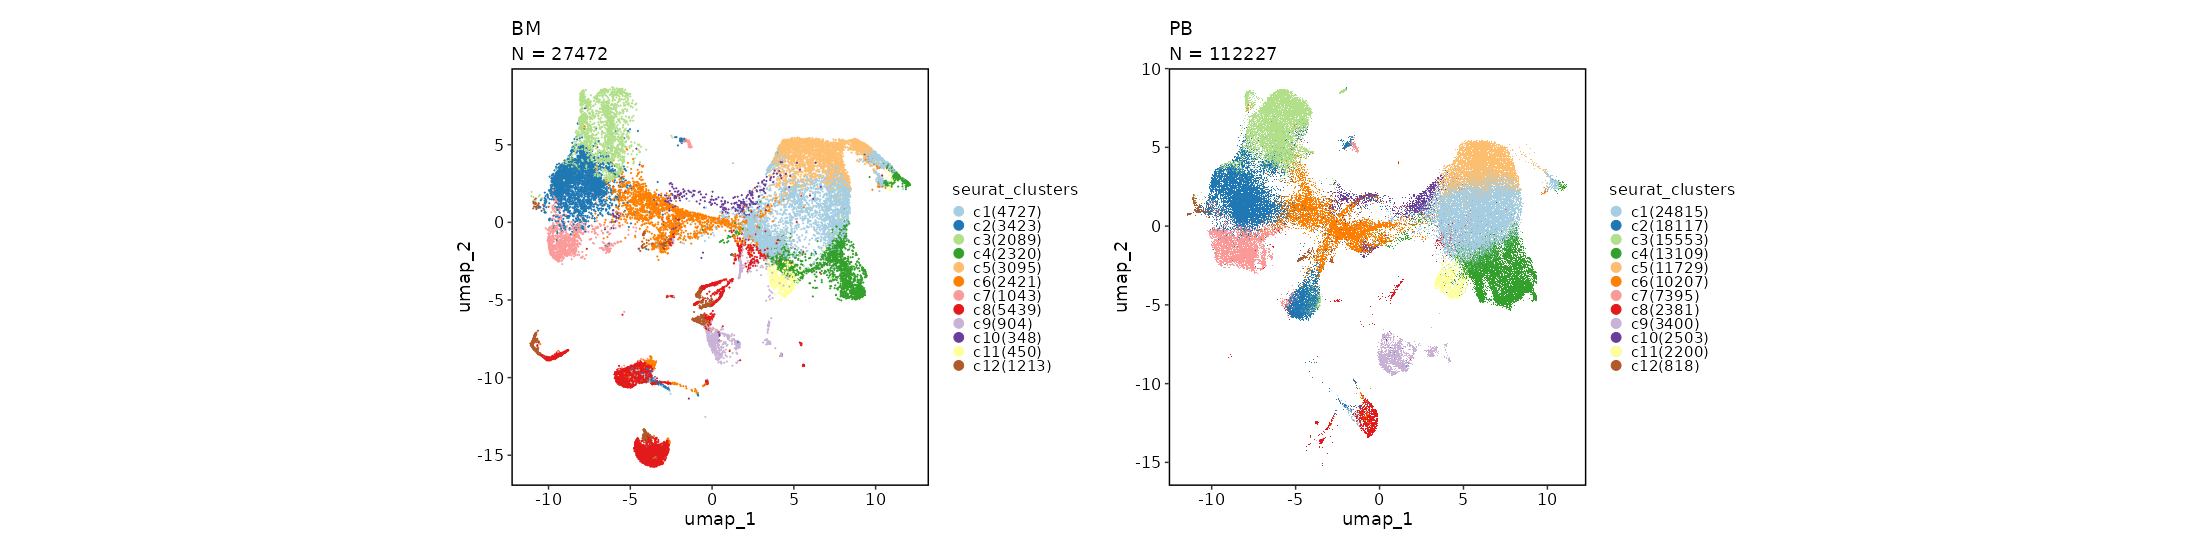 BM
N = 27472
5
0
-5
-10
-15
-10
-5
0
5
10
umap_1
umap_2
seurat_clusters
c1(4727)
c2(3423)
c3(2089)
c4(2320)
c5(3095)
c6(2421)
c7(1043)
c8(5439)
c9(904)
c10(348)
c11(450)
c12(1213)
PB
N = 112227
10
5
0
-5
-10
-15
-10
-5
0
5
10
umap_1
umap_2
seurat_clusters
c1(24815)
c2(18117)
c3(15553)
c4(13109)
c5(11729)
c6(10207)
c7(7395)
c8(2381)
c9(3400)
c10(2503)
c11(2200)
c12(818)